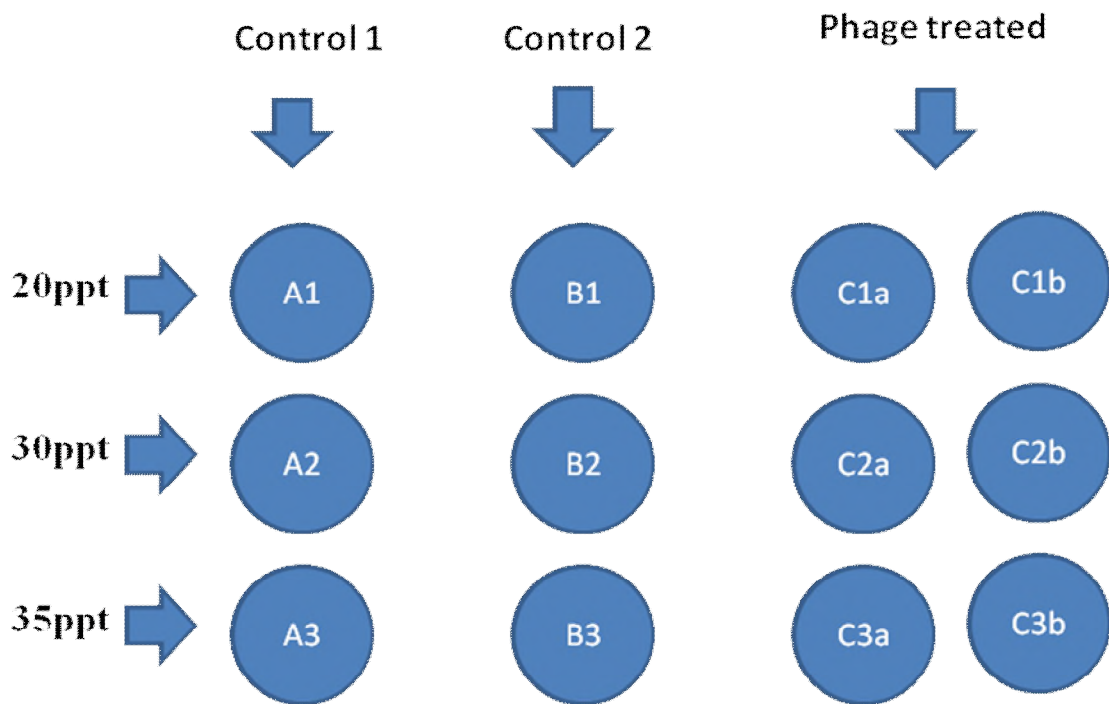 Control 1
Control 2
Phage treated
20ppt
A1
B1
C1a
C1b
30ppt
A2
B2
C2a
C2b
35ppt
A3
B3
C3a
C3b